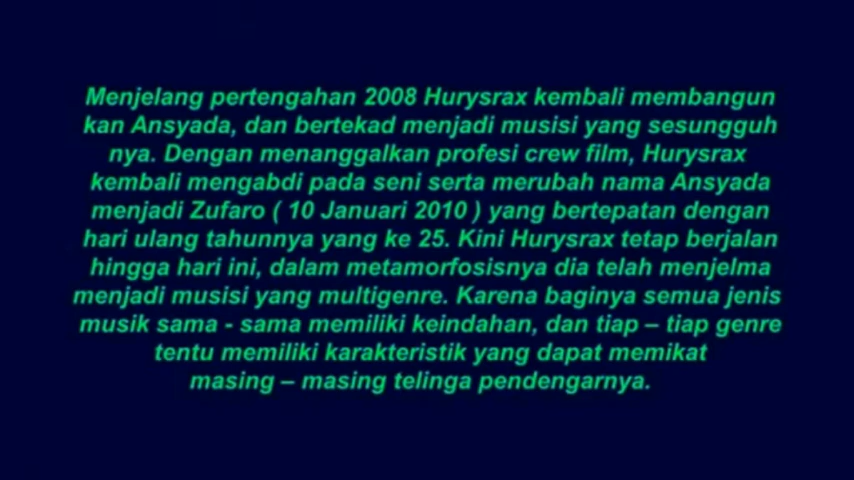 Menjelang pertengahan 2008 Hurysrax kembali membangun
kan Ansyada, dan bertekad menjadi musisi yang sesungguh
nya. Dengan menanggalkan profesi crew film, Hurysrax
kembali mengabdi pada seni serta merubah nama Ansyada
menjadi Zufaro ( 10 Januari 2010 ) yang bertepatan dengan
hari ulang tahunnya yang ke 25. Kini Hurysrax tetap berjalan
hingga hari ini, dalam metamorfosisnya dia telah menjelma
menjadi musisi yang multigenre. Karena baginya semua jenis
musik sama - sama memiliki keindahan, dan tiap – tiap genre
tentu memiliki karakteristik yang dapat memikat
masing – masing telinga pendengarnya.